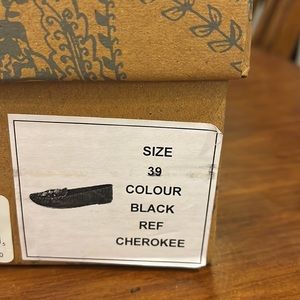 SIZE
39
COLOUR
BLACK
REF
CHEROKEE